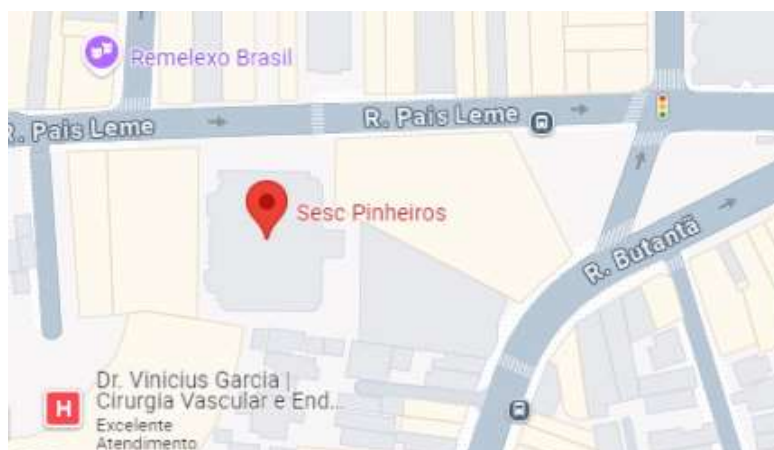 Remelexo Brasil
R. Pais Leme
R. Pais Leme
Sesc Pinheiros
R. Butantã
Dr. Vinicius Garcia |
Cirurgia Vascular e End...
Excelente
Atendimento
H